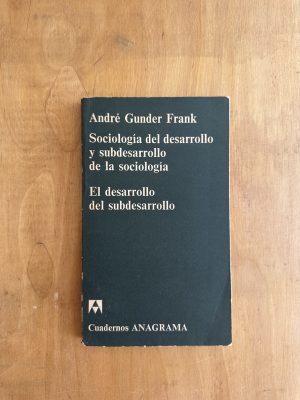 André Gunder Frank
Sociología del desarrollo
y subdesarrollo
de la sociología
El desarrollo
del subdesarrollo
Cuadernos ANAGRAMA